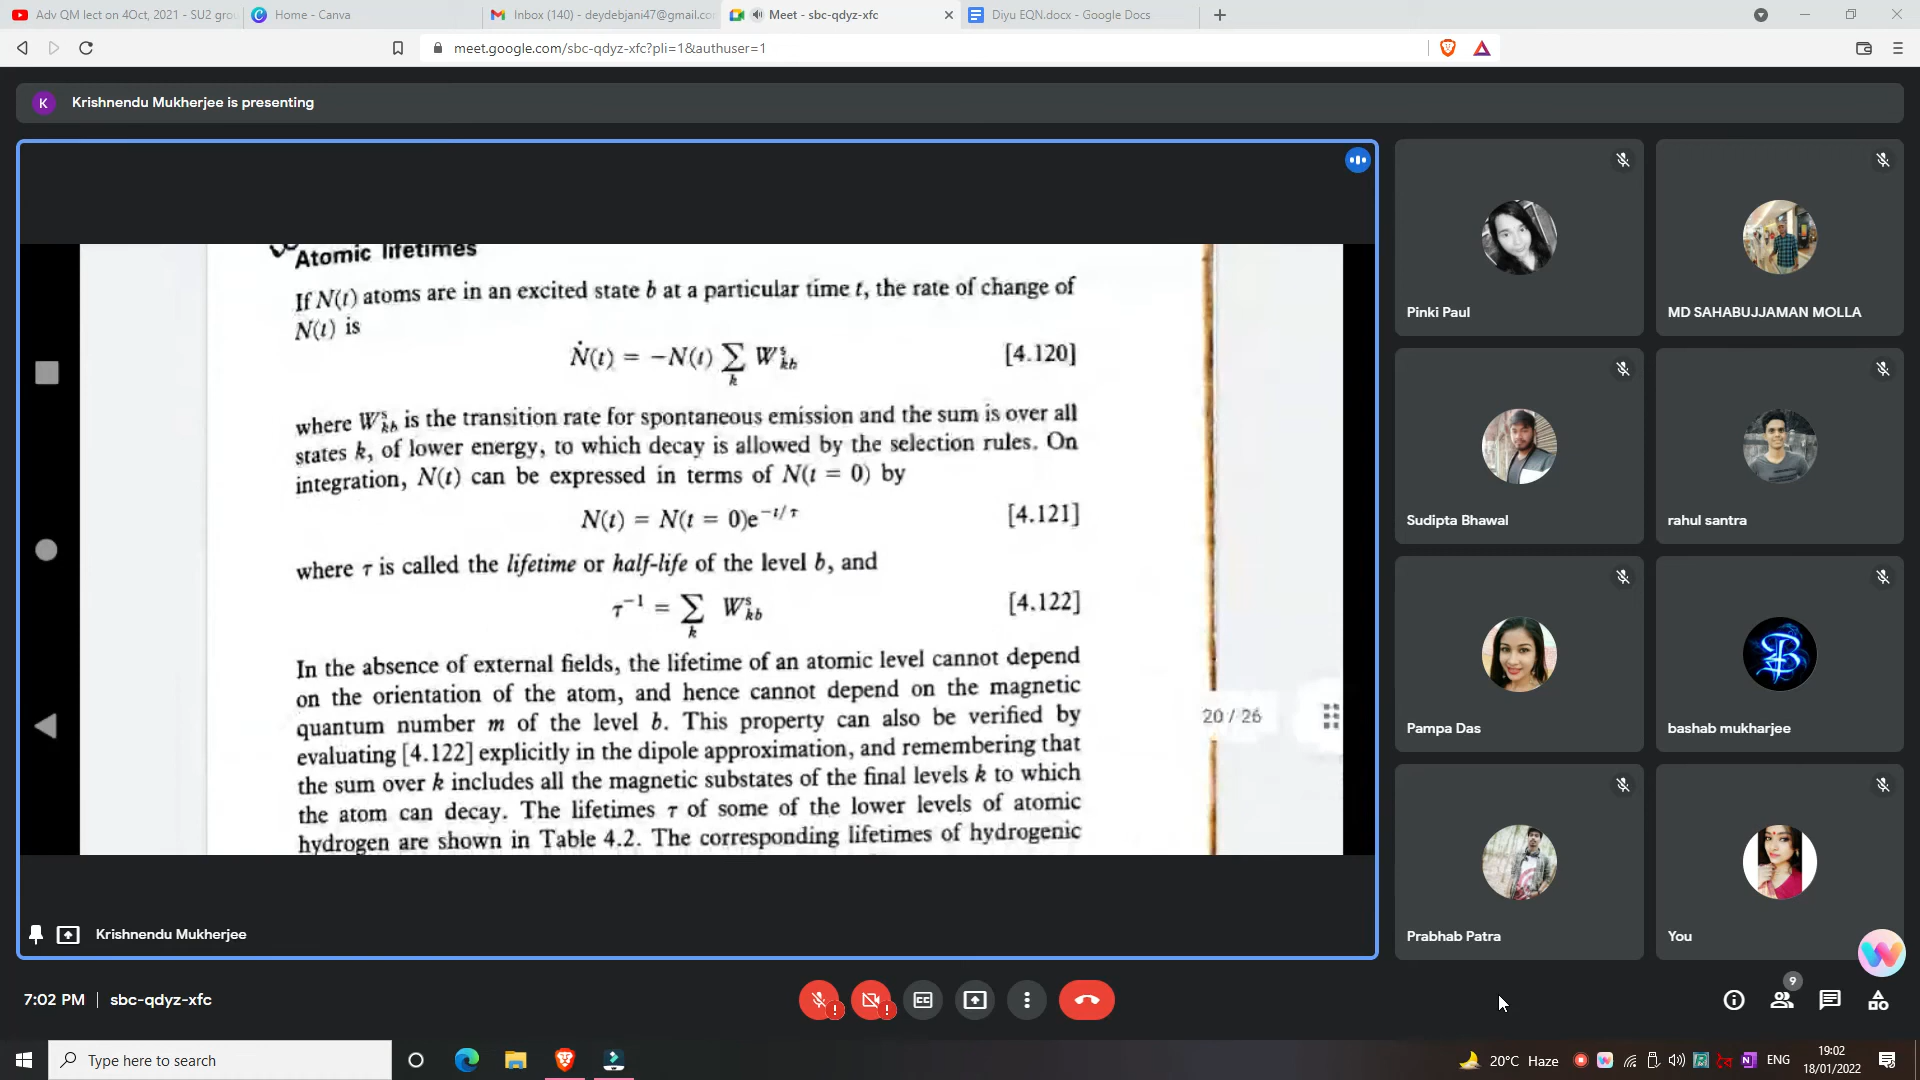 Adv QM lect on 4Oct, 2021 - SU2 grou
Home - Canva
Inbox (140) - deydebjani47@gmail.co
Meet - sbc-qdyz-xfc
Diyu EQN.docx - Google Docs
meet.google.com/sbc-qdyz-xfc?pli=1&authuser=1
K
Krishnendu Mukherjee is presenting
Atomic lifetimes
If N(t) atoms are in an excited state b at a particular time t, the rate of change of
N(t) is
Ṅ(t) = −N(t) ∑ₖ Wˢ_kb [4.120]
where Wˢ_kb is the transition rate for spontaneous emission and the sum is over all
states k, of lower energy, to which decay is allowed by the selection rules. On
integration, N(t) can be expressed in terms of N(t = 0) by
N(t) = N(t = 0)e^−t/τ [4.121]
where τ is called the lifetime or half-life of the level b, and
τ⁻¹ = ∑ₖ Wˢ_kb [4.122]
In the absence of external fields, the lifetime of an atomic level cannot depend
on the orientation of the atom, and hence cannot depend on the magnetic
quantum number m of the level b. This property can also be verified by
evaluating [4.122] explicitly in the dipole approximation, and remembering that
the sum over k includes all the magnetic substates of the final levels k to which
the atom can decay. The lifetimes τ of some of the lower levels of atomic
hydrogen are shown in Table 4.2. The corresponding lifetimes of hydrogenic
20 / 26
Krishnendu Mukherjee
Pinki Paul
MD SAHABUJJAMAN MOLLA
Sudipta Bhawal
rahul santra
Pampa Das
bashab mukharjee
Prabhab Patra
You
7:02 PM | sbc-qdyz-xfc
9
Type here to search
20°C Haze
ENG
19:02
18/01/2022